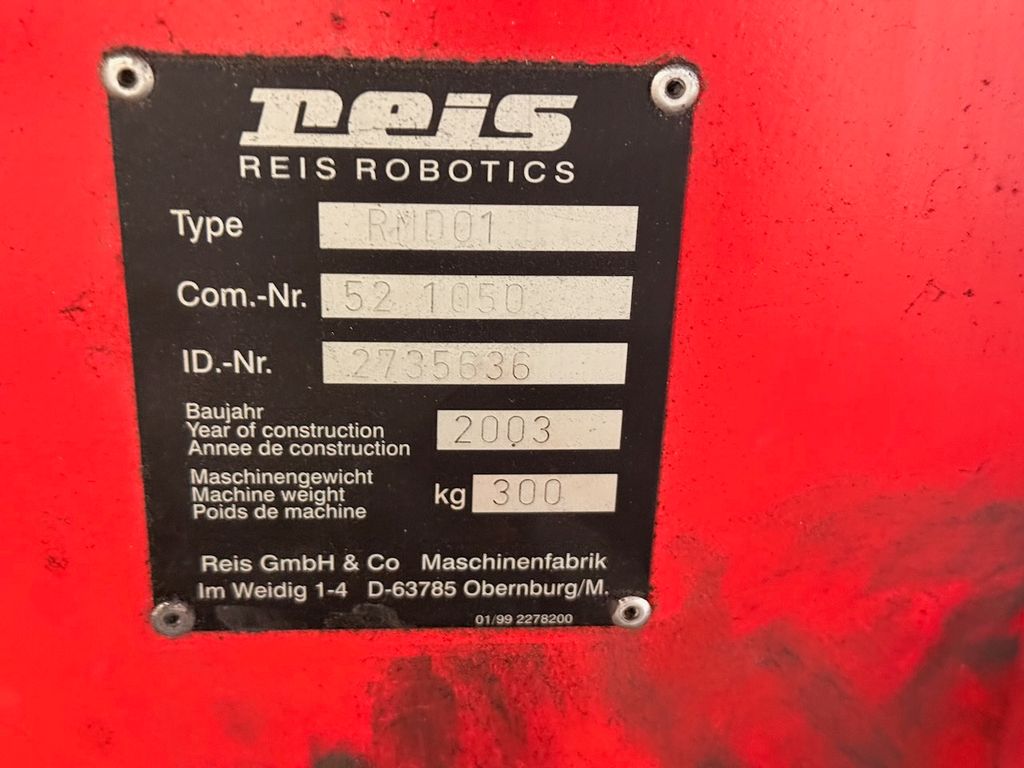 reis
REIS ROBOTICS
Type RMD01
Com.-Nr. 52 1050
ID.-Nr. 2735636
Baujahr
Year of construction 2003
Annee de construction
Maschinengewicht
Machine weight kg 300
Poids de machine
Reis GmbH & Co Maschinenfabrik
Im Weidig 1-4 D-63785 Obernburg/M.
01/99 2278200